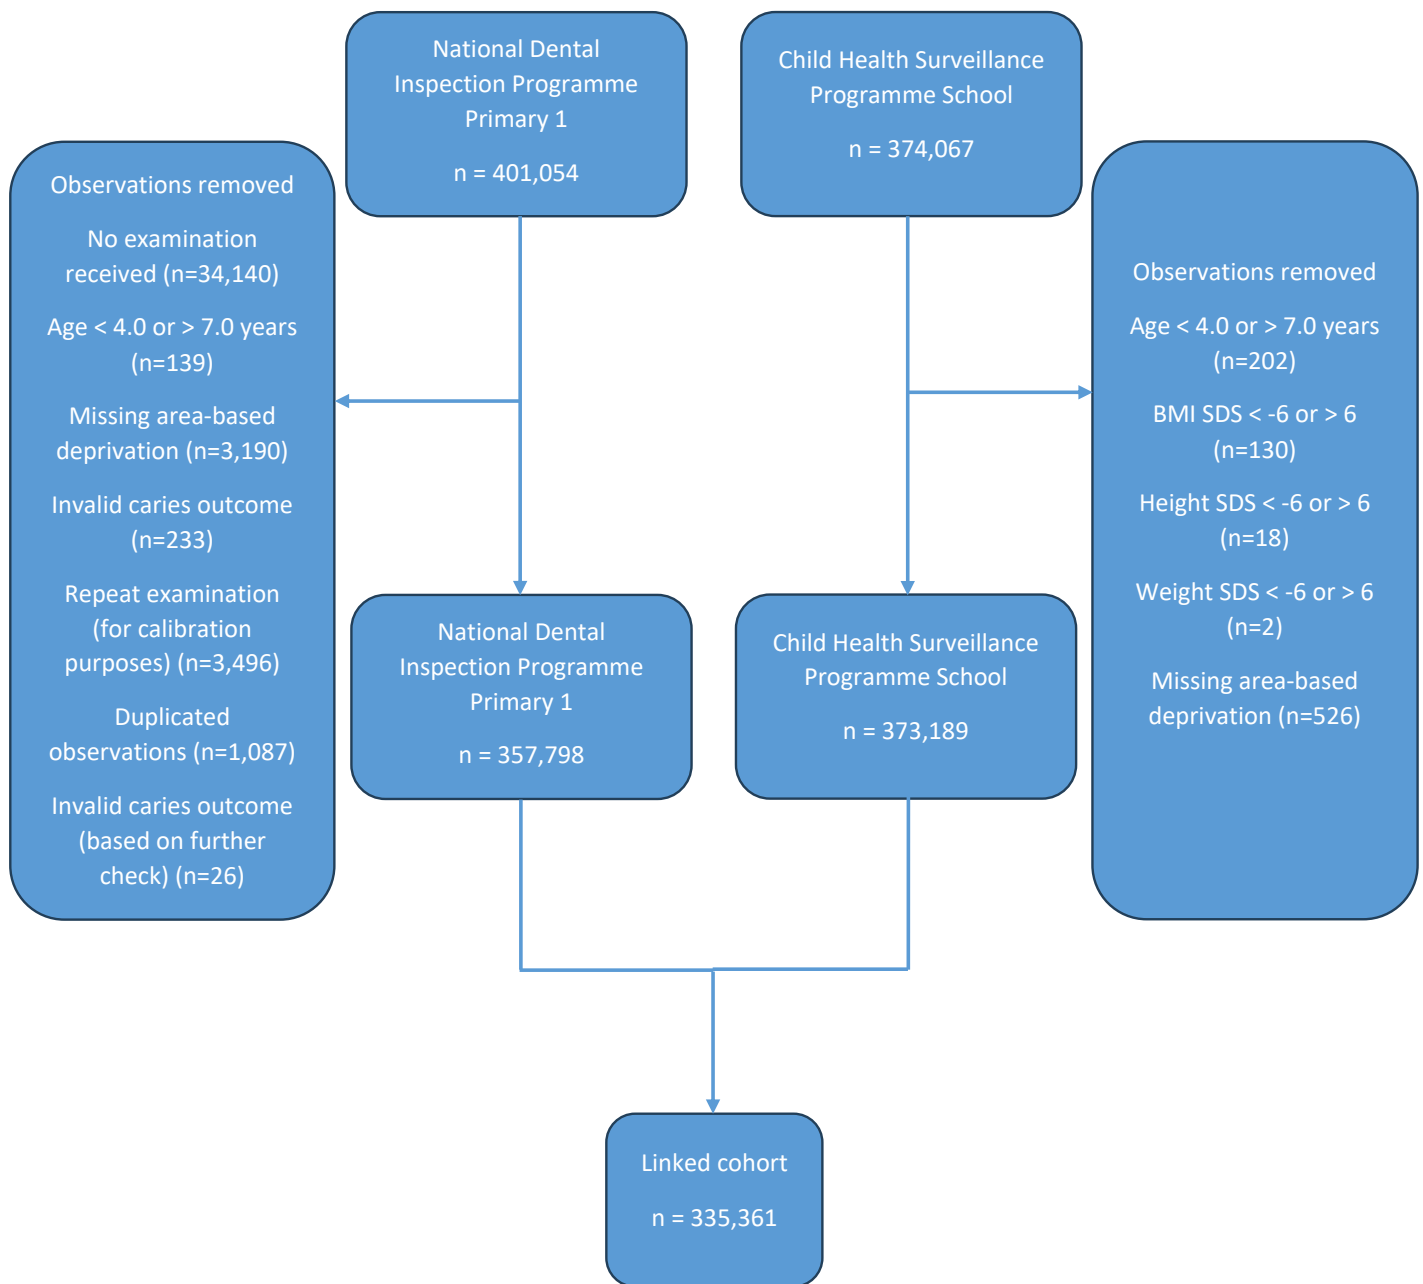 National Dental
Inspection Programme
Primary 1
n = 401,054
Child Health Surveillance
Programme School
n = 374,067
Observations removed
No examination
received (n=34,140)
Age < 4.0 or > 7.0 years
(n=139)
Missing area-based
deprivation (n=3,190)
Invalid caries outcome
(n=233)
Repeat examination
(for calibration
purposes) (n=3,496)
Duplicated
observations (n=1,087)
Invalid caries outcome
(based on further
check) (n=26)
Observations removed
Age < 4.0 or > 7.0 years
(n=202)
BMI SDS < -6 or > 6
(n=130)
Height SDS < -6 or > 6
(n=18)
Weight SDS < -6 or > 6
(n=2)
Missing area-based
deprivation (n=526)
National Dental
Inspection Programme
Primary 1
n = 357,798
Child Health Surveillance
Programme School
n = 373,189
Linked cohort
n = 335,361